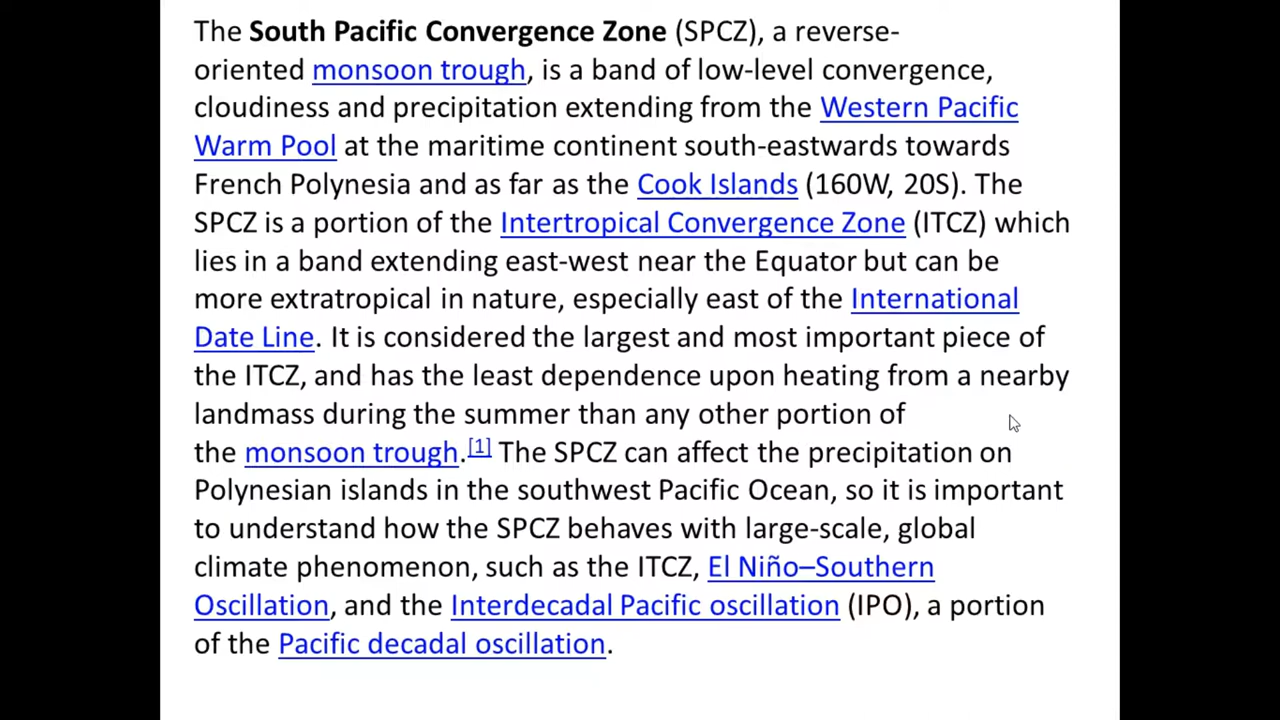 The South Pacific Convergence Zone (SPCZ), a reverse-
oriented monsoon trough, is a band of low-level convergence,
cloudiness and precipitation extending from the Western Pacific
Warm Pool at the maritime continent south-eastwards towards
French Polynesia and as far as the Cook Islands (160W, 20S). The
SPCZ is a portion of the Intertropical Convergence Zone (ITCZ) which
lies in a band extending east-west near the Equator but can be
more extratropical in nature, especially east of the International
Date Line. It is considered the largest and most important piece of
the ITCZ, and has the least dependence upon heating from a nearby
landmass during the summer than any other portion of
the monsoon trough.[1] The SPCZ can affect the precipitation on
Polynesian islands in the southwest Pacific Ocean, so it is important
to understand how the SPCZ behaves with large-scale, global
climate phenomenon, such as the ITCZ, El Niño–Southern
Oscillation, and the Interdecadal Pacific oscillation (IPO), a portion
of the Pacific decadal oscillation.